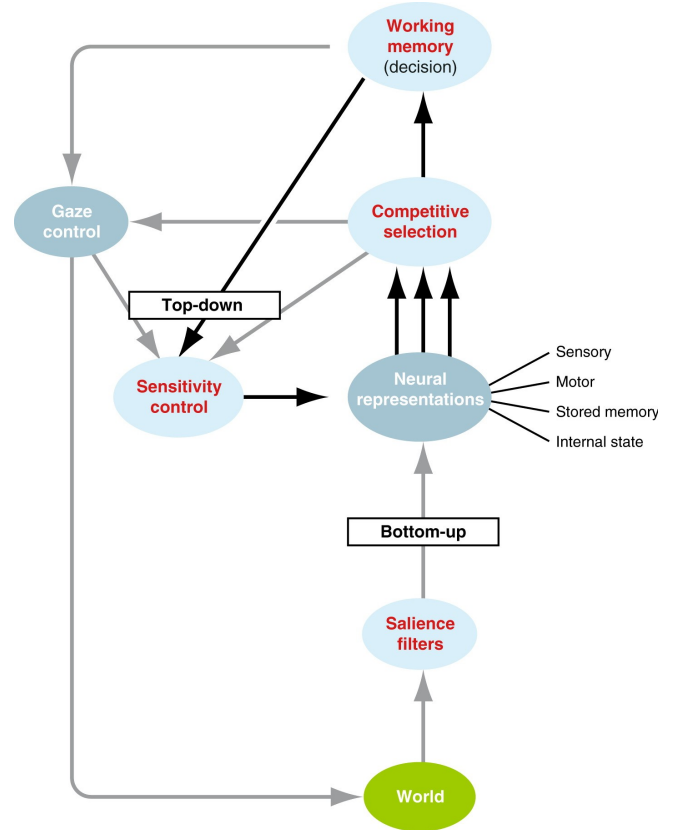 Working
memory
(decision)
Gaze
control
Competitive
selection
Top-down
Sensitivity
control
Neural
representations
Sensory
Motor
Stored memory
Internal state
Bottom-up
Salience
filters
World